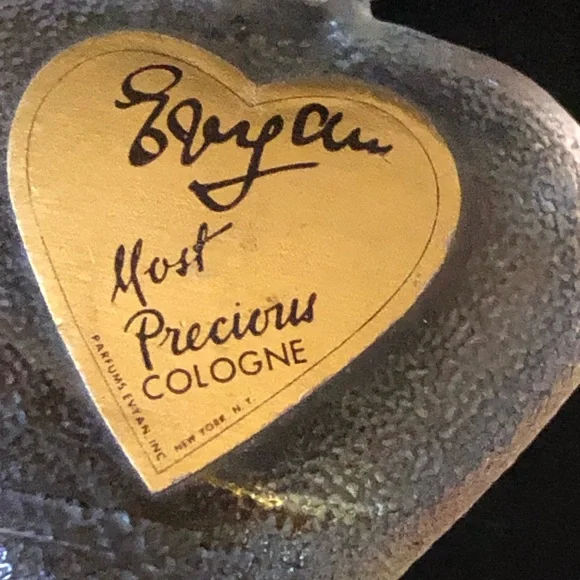 Evyan
Most
Precious
COLOGNE
PARFUMS EVYAN, INC.
NEW YORK, N.Y.